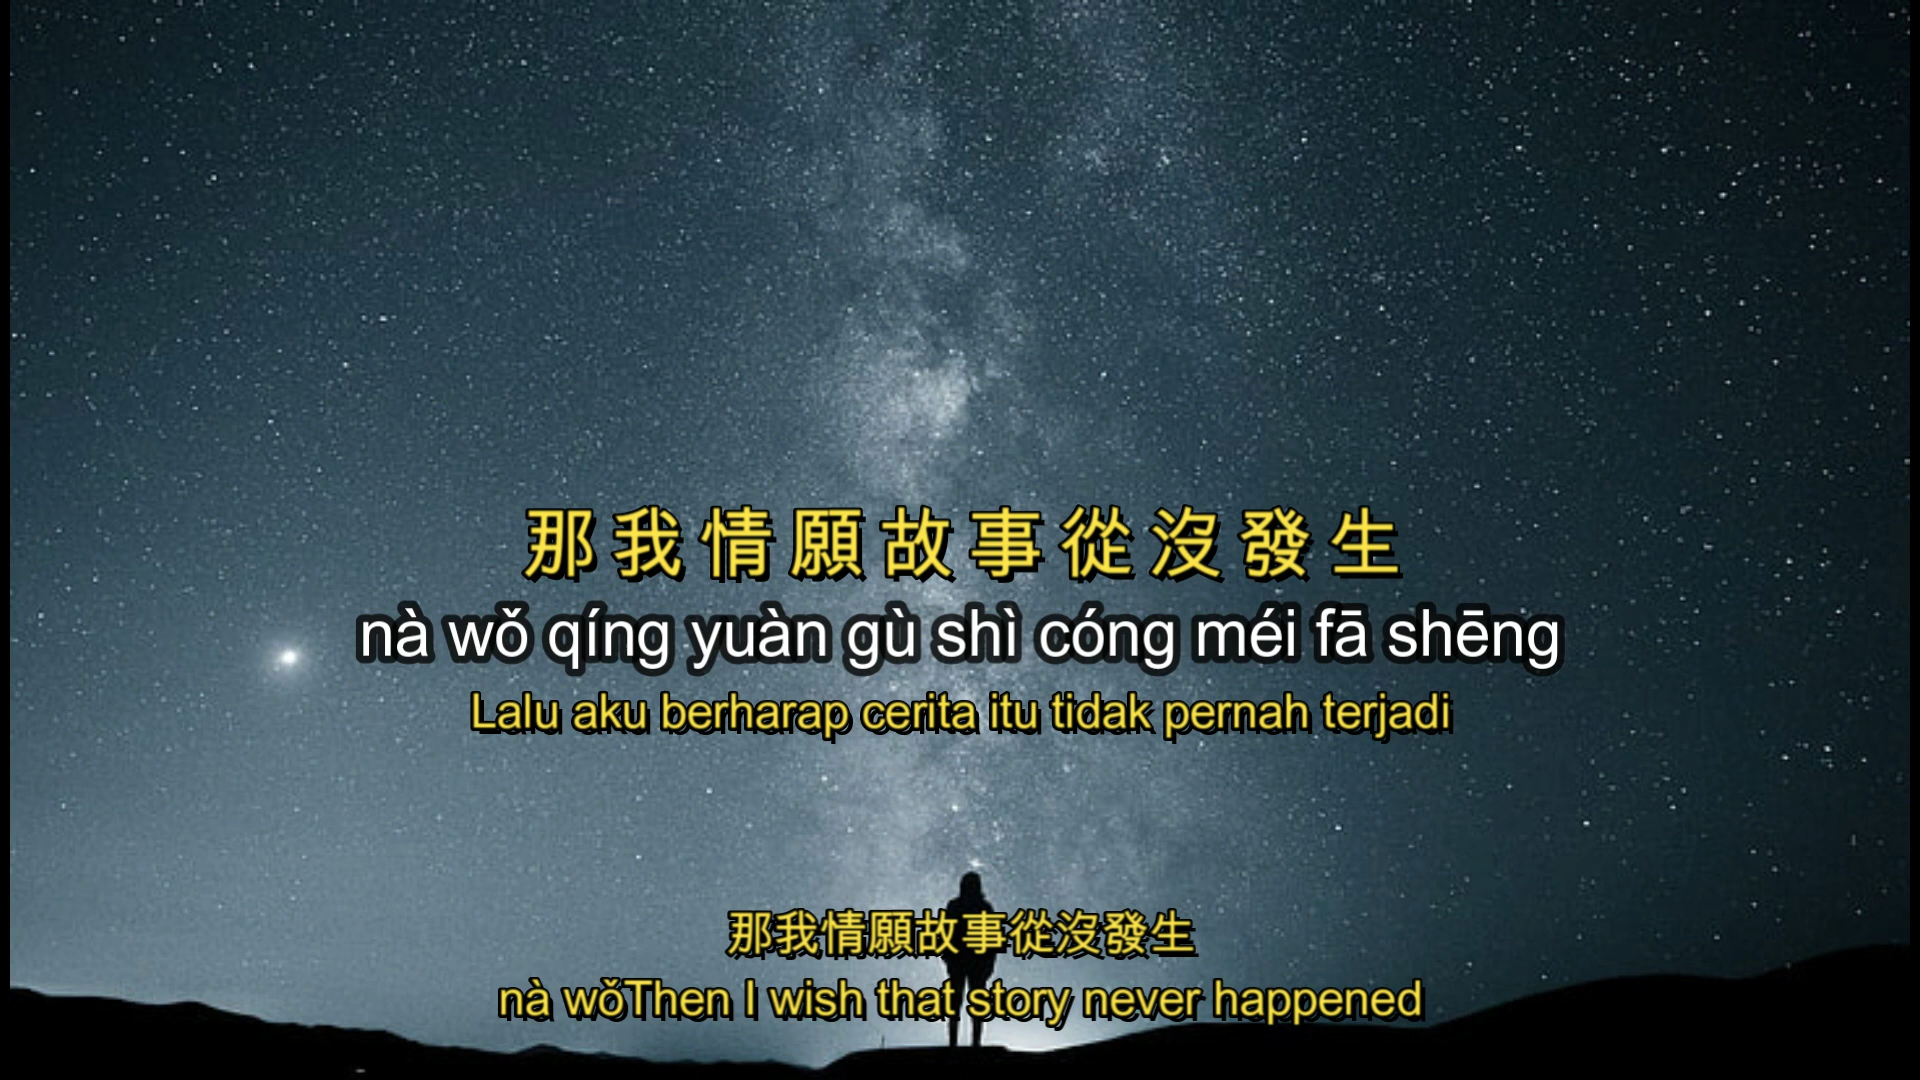 那我情願故事從沒發生
nà wǒ qíng yuàn gù shì cóng méi fā shēng
Lalu aku berharap cerita itu tidak pernah terjadi
那我情願故事從沒發生
nà wǒThen I wish that story never happened